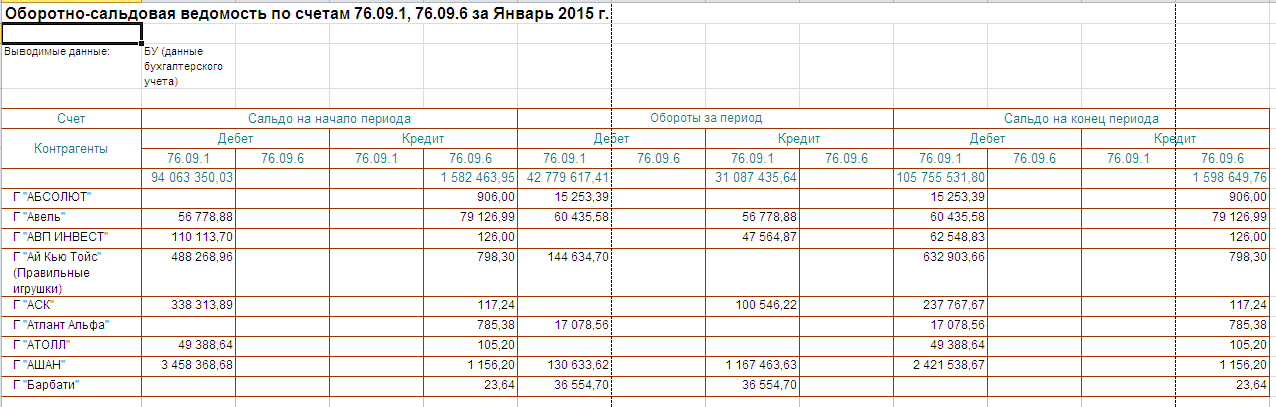 Оборотно-сальдовая ведомость по счетам 76.09.1, 76.09.6 за Январь 2015 г.
Выводимые данные: БУ (данные
бухгалтерского
учета)
Счет Сальдо на начало периода Обороты за период Сальдо на конец периода
Контрагенты Дебет Кредит Дебет Кредит Дебет Кредит
76.09.1 76.09.6 76.09.1 76.09.6 76.09.1 76.09.6 76.09.1 76.09.6 76.09.1 76.09.6 76.09.1 76.09.6
94 063 350,03 1 582 463,95 42 779 617,41 31 087 435,64 105 755 531,80 1 598 649,76
Г "АБСОЛЮТ" 906,00 15 253,39 15 253,39 906,00
Г "Авель" 56 778,88 79 126,99 60 435,58 56 778,88 60 435,58 79 126,99
Г "АВП ИНВЕСТ" 110 113,70 126,00 47 564,87 62 548,83 126,00
Г "Ай Кью Тойс" 488 268,96 798,30 144 634,70 632 903,66 798,30
(Правильные
игрушки)
Г "АСК" 338 313,89 117,24 100 546,22 237 767,67 117,24
Г "Атлант Альфа" 785,38 17 078,56 17 078,56 785,38
Г "АТОЛЛ" 49 388,64 105,20 49 388,64 105,20
Г "АШАН" 3 458 368,68 1 156,20 130 633,62 1 167 463,63 2 421 538,67 1 156,20
Г "Барбати" 23,64 36 554,70 36 554,70 23,64